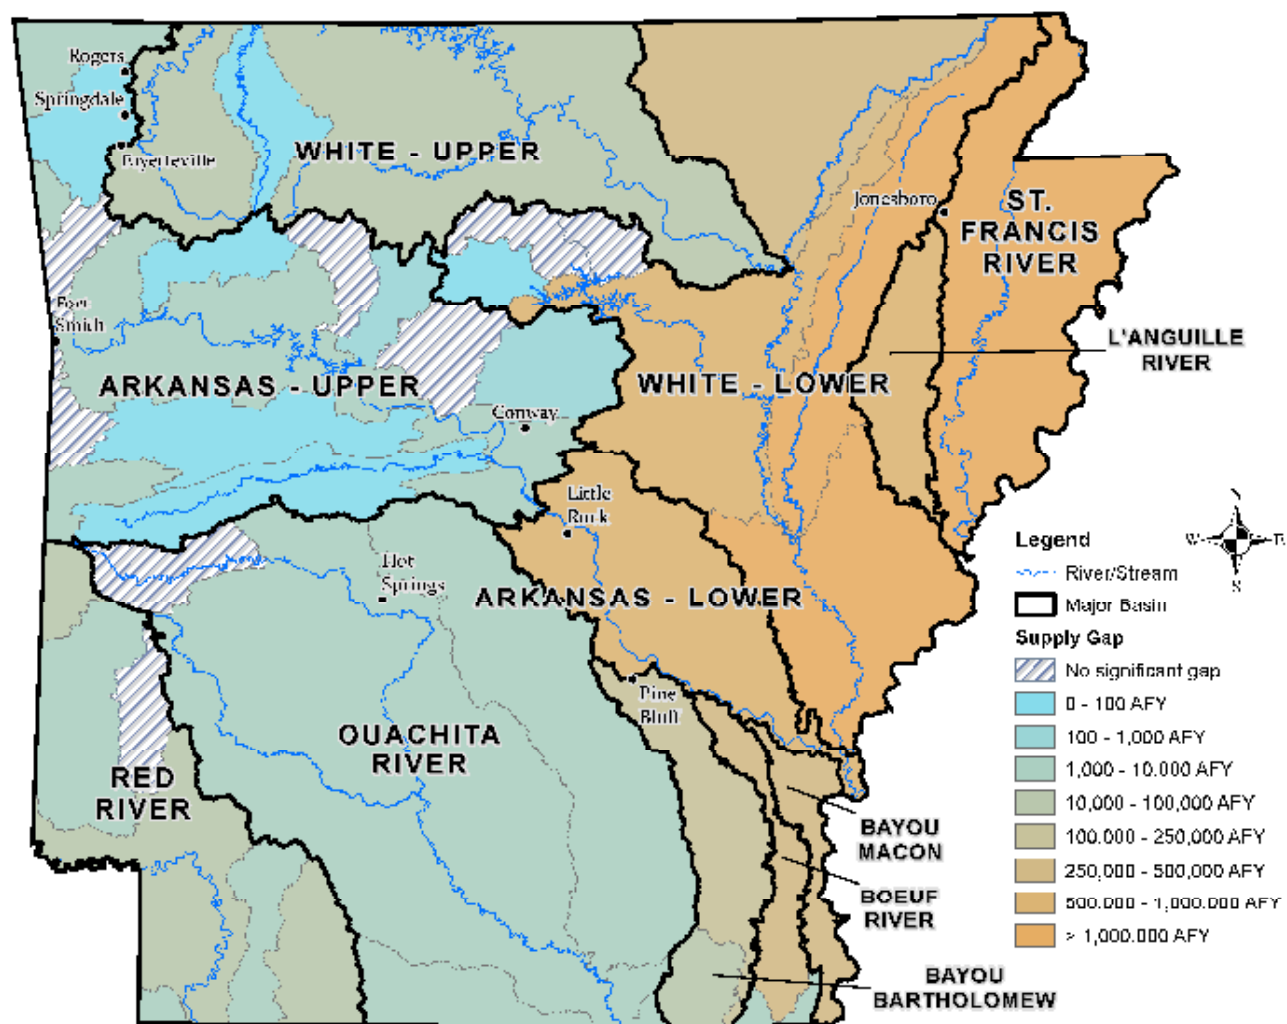 Rogers
Springdale
Fayetteville
WHITE - UPPER
Jonesboro
ST.
FRANCIS
RIVER
Fort
Smith
L'ANGUILLE
RIVER
ARKANSAS - UPPER
WHITE - LOWER
Conway
Little
Rock
Hot
Springs
ARKANSAS - LOWER
Pine
Bluff
OUACHITA
RIVER
RED
RIVER
BAYOU
MACON
BOEUF
RIVER
BAYOU
BARTHOLOMEW
N
W
E
S
Legend
River/Stream
Major Basin
Supply Gap
No significant gap
0 - 100 AFY
100 - 1,000 AFY
1,000 - 10.000 AFY
10,000 - 100,000 AFY
100.000 - 250,000 AFY
250,000 - 500,000 AFY
500.000 - 1,000.000 AFY
> 1,000.000 AFY